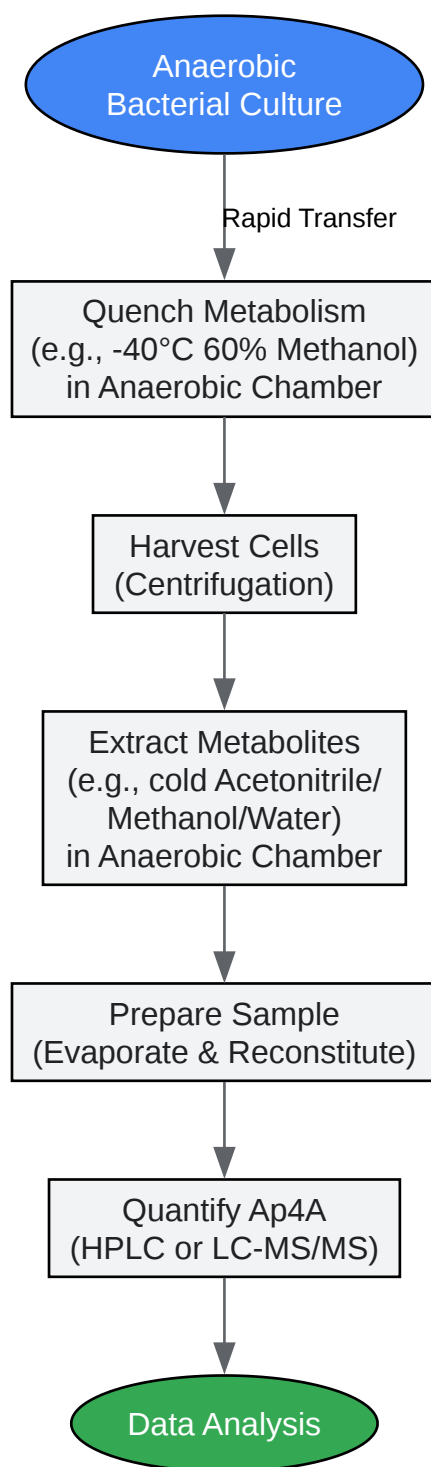 Anaerobic
Bacterial Culture
Rapid Transfer
Quench Metabolism
(e.g., -40°C 60% Methanol)
in Anaerobic Chamber
Harvest Cells
(Centrifugation)
Extract Metabolites
(e.g., cold Acetonitrile/
Methanol/Water)
in Anaerobic Chamber
Prepare Sample
(Evaporate & Reconstitute)
Quantify Ap4A
(HPLC or LC-MS/MS)
Data Analysis